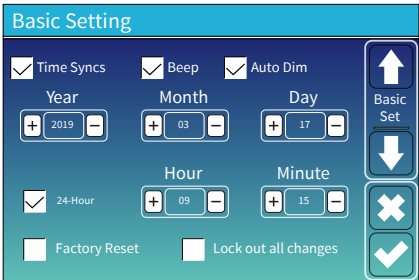 Basic Setting
Time Syncs
Beep
Auto Dim
Year
Month
Day
Basic
Set
+ 2019 −
+ 03 −
+ 17 −
Hour
Minute
24-Hour
+ 09 −
+ 15 −
Factory Reset
Lock out all changes